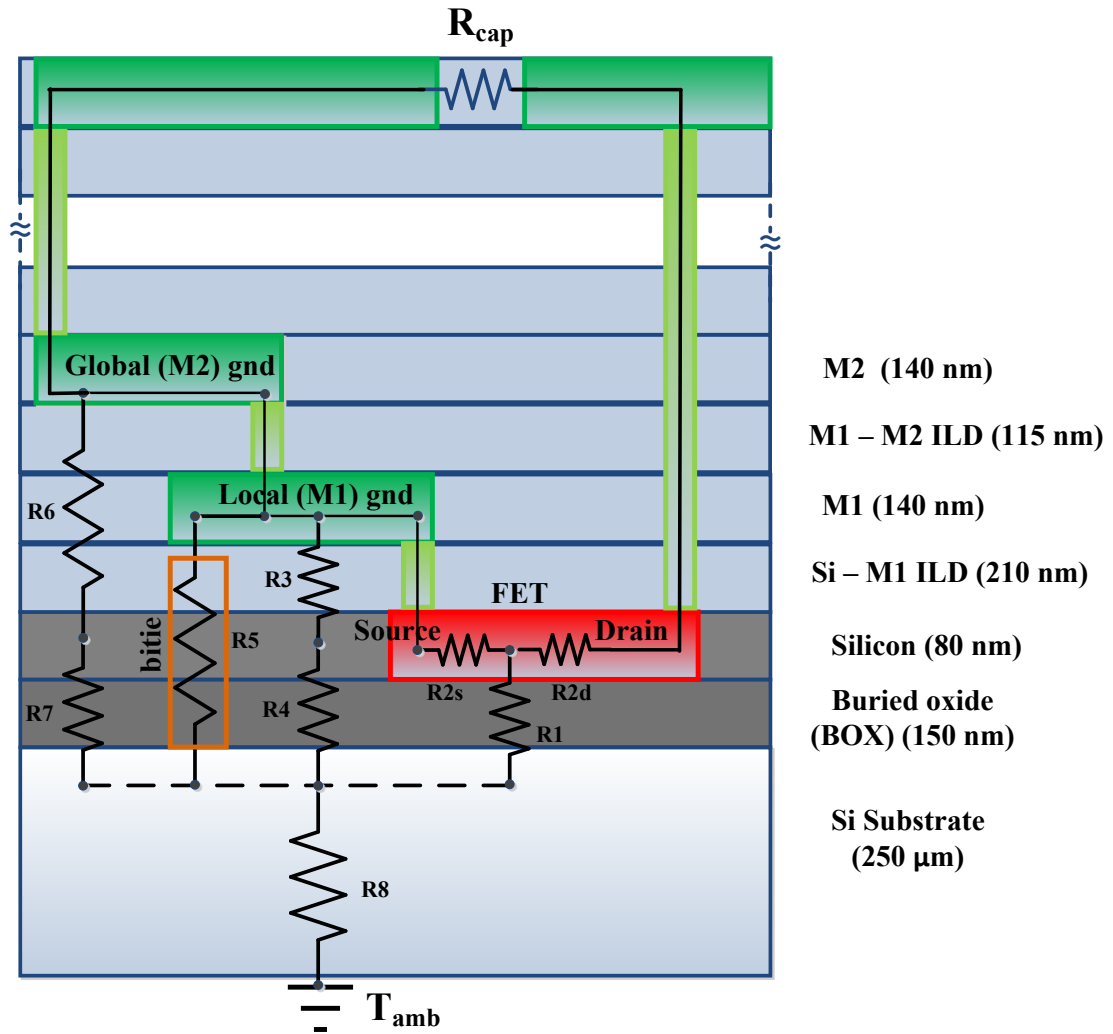 R_cap
Global (M2) gnd
M2 (140 nm)
M1 – M2 ILD (115 nm)
Local (M1) gnd
M1 (140 nm)
R6
R3
Si – M1 ILD (210 nm)
FET
bitie
R5
Source
Drain
Silicon (80 nm)
R2s
R2d
R7
R4
R1
Buried oxide
(BOX) (150 nm)
Si Substrate
(250 μm)
R8
T_amb